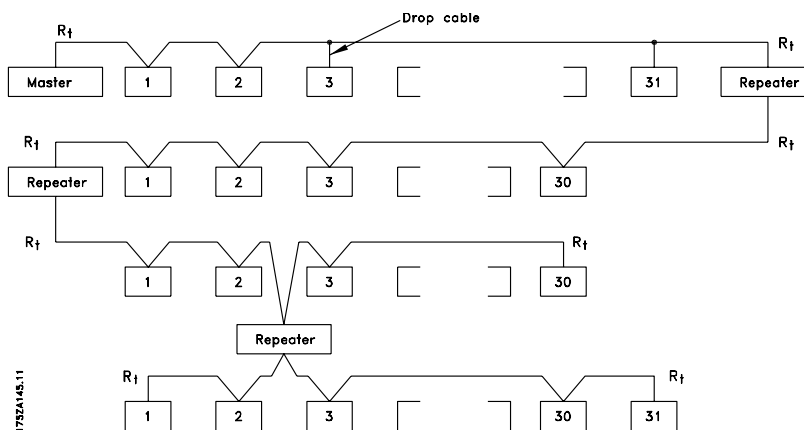 Drop cable
Rt Rt
Master 1 2 3 31 Repeater
Rt Rt
Repeater 1 2 3 30
Rt Rt
1 2 3 30
Repeater
Rt Rt
1 2 3 30 31
175ZA145.11